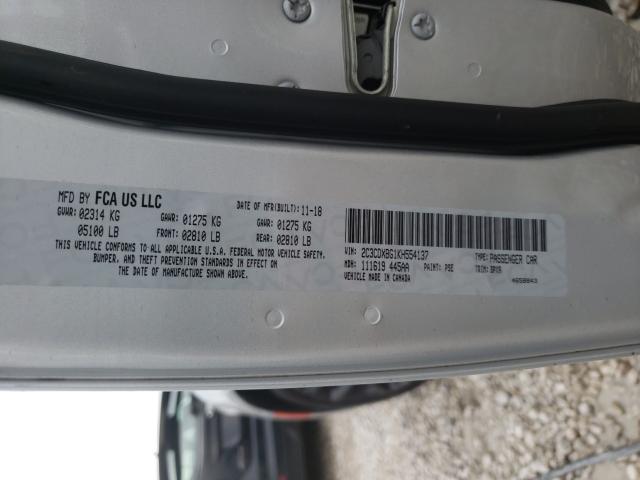 MFD BY FCA US LLC DATE OF MFR(BUILT): 11-18
GVWR: 02314 KG GAWR: 01275 KG GAWR: 01275 KG
05100 LB FRONT: 02810 LB REAR: 02810 LB
THIS VEHICLE CONFORMS TO ALL APPLICABLE U.S.A. FEDERAL MOTOR VEHICLE SAFETY,
BUMPER, AND THEFT PREVENTION STANDARDS IN EFFECT ON
THE DATE OF MANUFACTURE SHOWN ABOVE.
VIN: 2C3CDXBG1KH554137 TYPE: PASSENGER CAR
MDH: 111619 445AA PAINT: PSE TRIM: BPX9
VEHICLE MADE IN CANADA 4658843